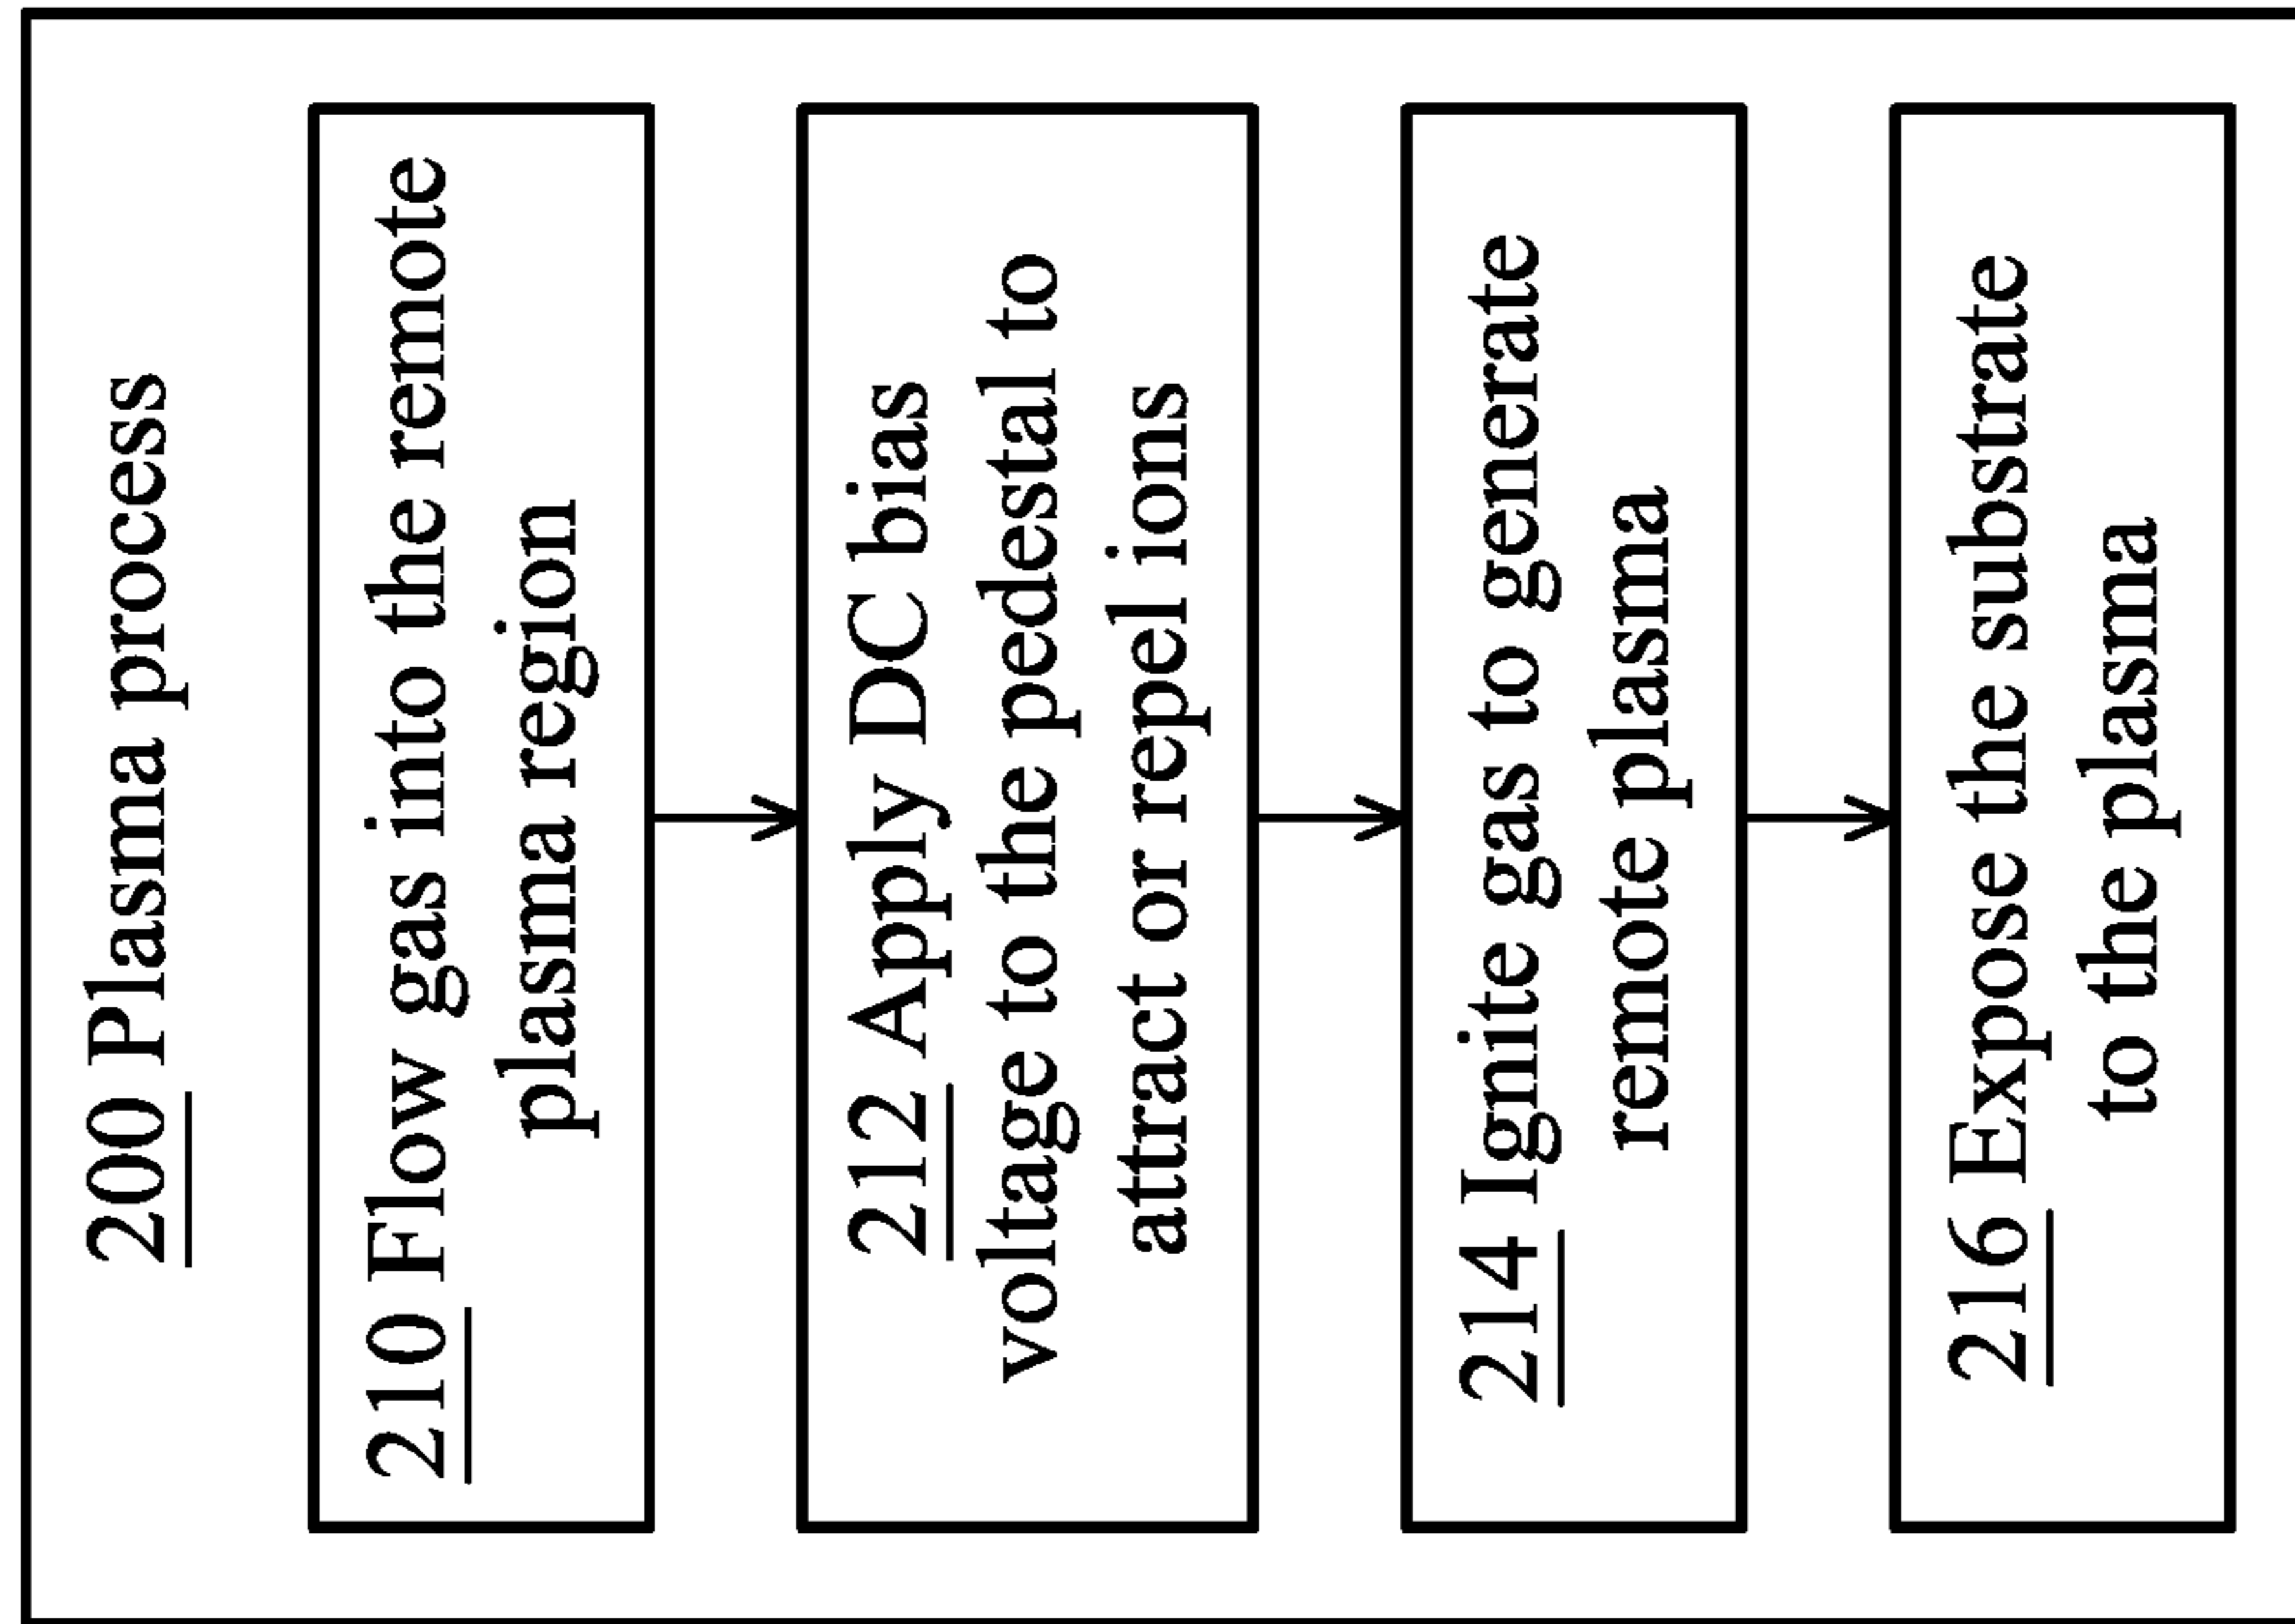 200 Plasma process
210 Flow gas into the remote
plasma region
212 Apply DC bias
voltage to the pedestal to
attract or repel ions
214 Ignite gas to generate
remote plasma
216 Expose the substrate
to the plasma